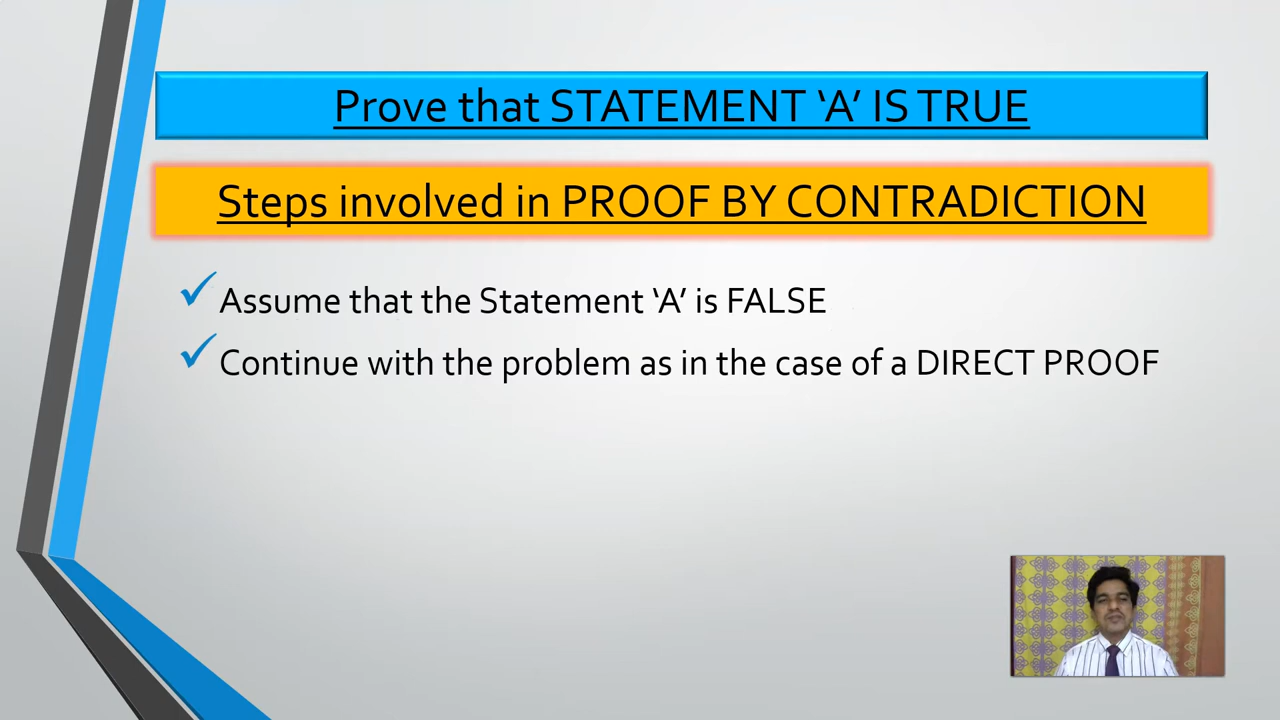 Prove that STATEMENT ‘A’ IS TRUE
Steps involved in PROOF BY CONTRADICTION
Assume that the Statement ‘A’ is FALSE
Continue with the problem as in the case of a DIRECT PROOF